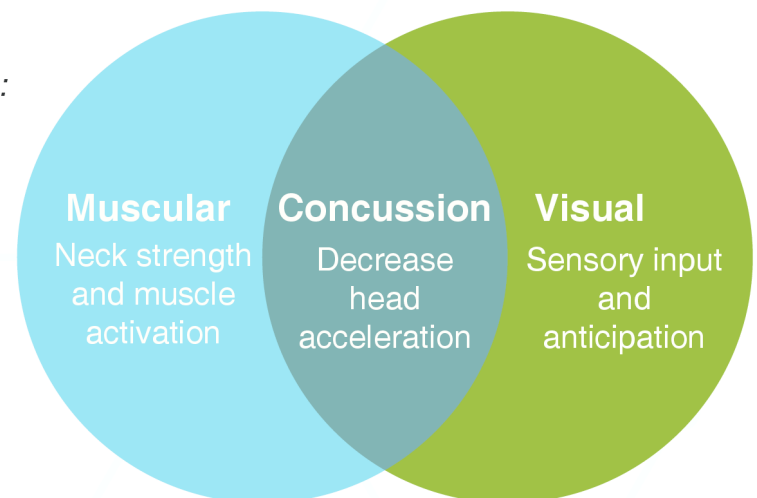 :
Muscular
Neck strength
and muscle
activation
Concussion
Decrease
head
acceleration
Visual
Sensory input
and
anticipation